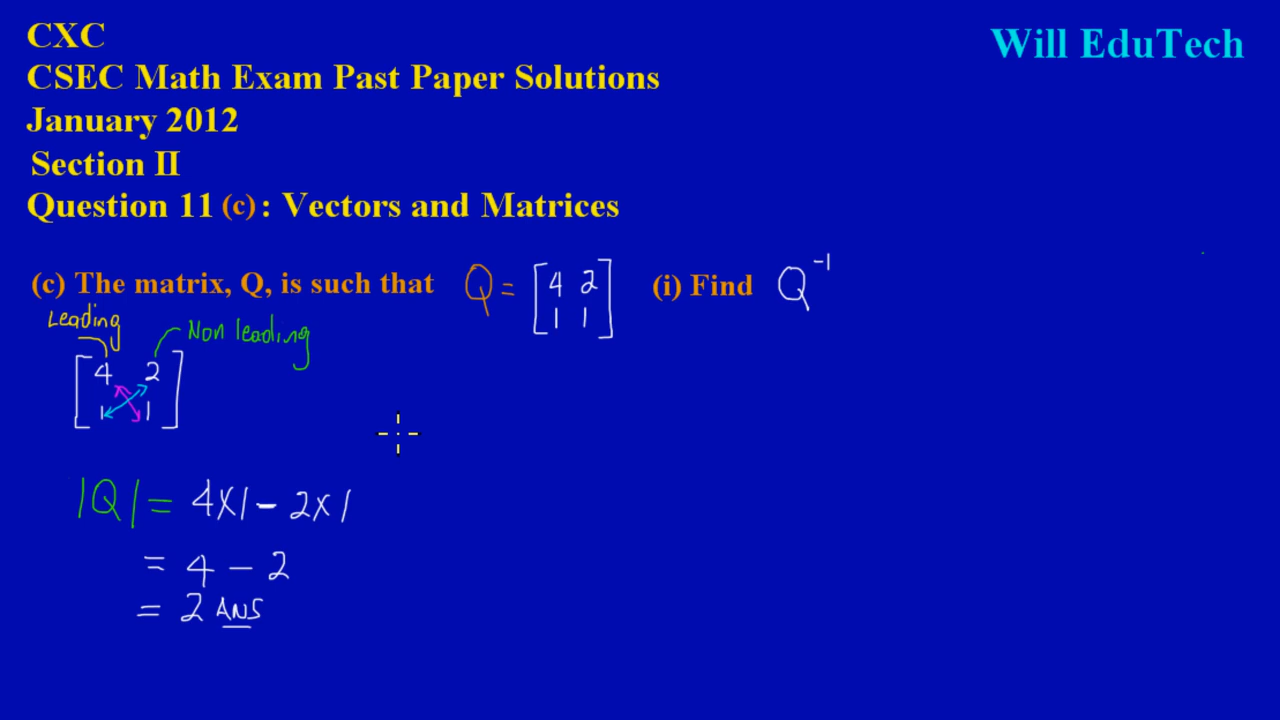 CXC
Will EduTech
CSEC Math Exam Past Paper Solutions
January 2012
Section II
Question 11 (c) : Vectors and Matrices
(c) The matrix, Q, is such that Q = [4 2 (i) Find Q⁻¹
1 1]
Leading
Non leading
[4 2
1 1]
|Q| = 4x1 - 2x1
= 4 - 2
= 2 ANS